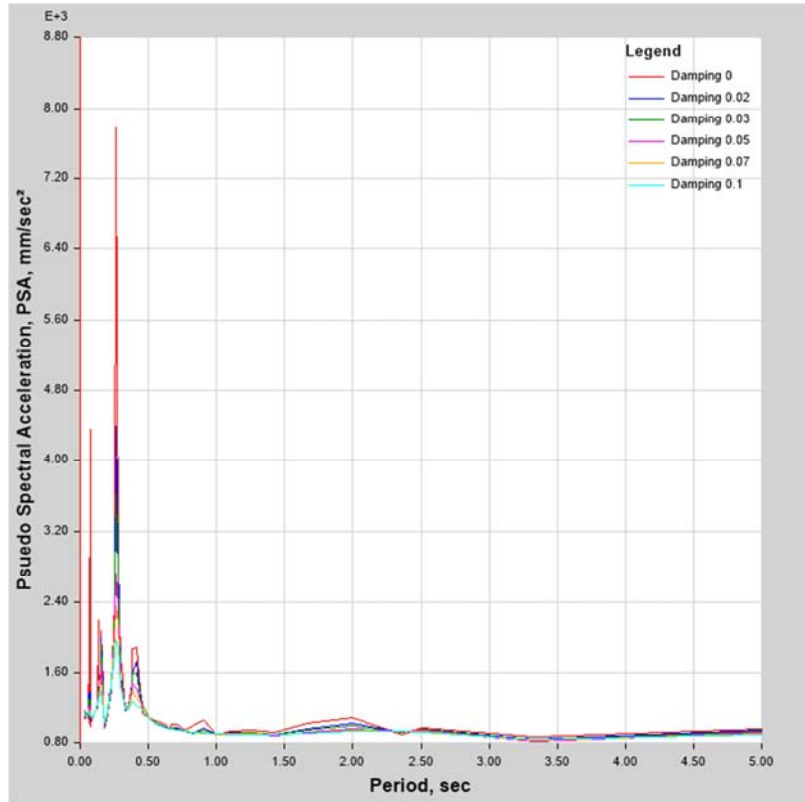 E+3
8.80
8.00
7.20
6.40
5.60
4.80
4.00
3.20
2.40
1.60
0.80
Psuedo Spectral Acceleration, PSA, mm/sec²
Legend
Damping 0
Damping 0.02
Damping 0.03
Damping 0.05
Damping 0.07
Damping 0.1
0.00 0.50 1.00 1.50 2.00 2.50 3.00 3.50 4.00 4.50 5.00
Period, sec